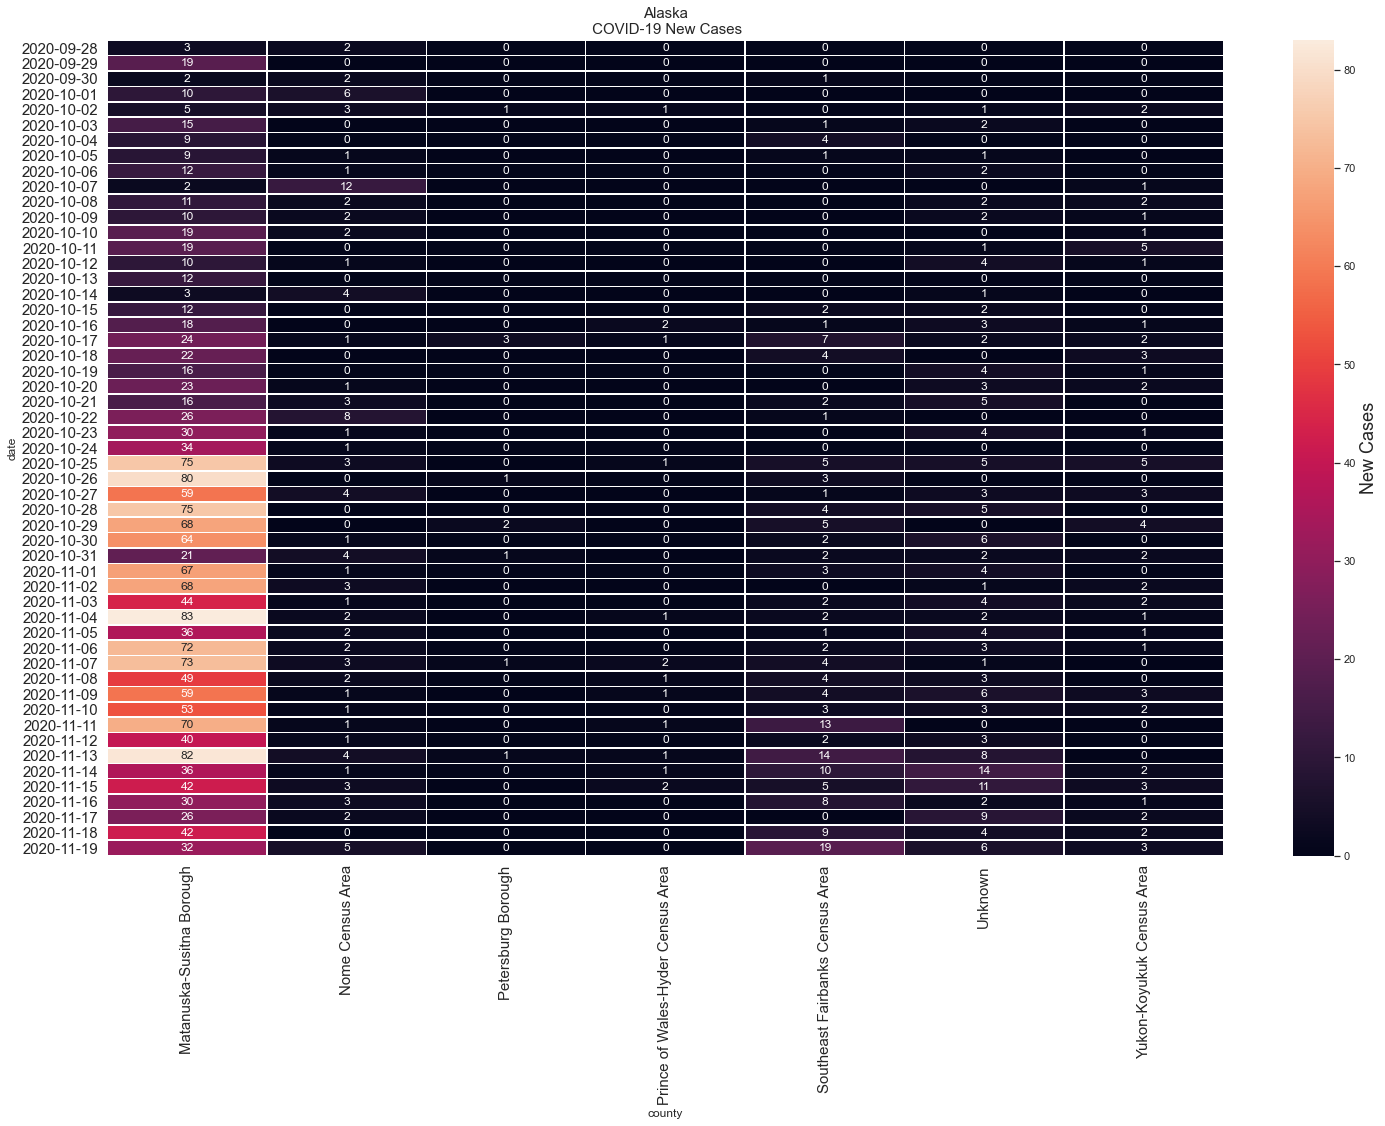 Alaska
COVID-19 New Cases
2020-09-28 3 2 0 0 0 0 0
2020-09-29 19 0 0 0 0 0 0
2020-09-30 2 2 0 0 1 0 0
2020-10-01 10 6 0 0 0 0 0
2020-10-02 5 3 1 1 0 1 2
2020-10-03 15 0 0 0 1 2 0
2020-10-04 9 0 0 0 4 0 0
2020-10-05 9 1 0 0 1 1 0
2020-10-06 12 1 0 0 0 2 0
2020-10-07 2 12 0 0 0 0 1
2020-10-08 11 2 0 0 0 2 2
2020-10-09 10 2 0 0 0 2 1
2020-10-10 19 2 0 0 0 0 1
2020-10-11 19 0 0 0 0 1 5
2020-10-12 10 1 0 0 0 4 1
2020-10-13 12 0 0 0 0 0 0
2020-10-14 3 4 0 0 0 1 0
2020-10-15 12 0 0 0 2 2 0
2020-10-16 18 0 0 2 1 3 1
2020-10-17 24 1 3 1 7 2 2
2020-10-18 22 0 0 0 4 0 3
2020-10-19 16 0 0 0 0 4 1
2020-10-20 23 1 0 0 0 3 2
2020-10-21 16 3 0 0 2 5 0
2020-10-22 26 8 0 0 1 0 0
2020-10-23 30 1 0 0 0 4 1
2020-10-24 34 1 0 0 0 0 0
2020-10-25 75 3 0 1 5 5 5
2020-10-26 80 0 1 0 3 0 0
2020-10-27 59 4 0 0 1 3 3
2020-10-28 75 0 0 0 4 5 0
2020-10-29 68 0 2 0 5 0 4
2020-10-30 64 1 0 0 2 6 0
2020-10-31 21 4 1 0 2 2 2
2020-11-01 67 1 0 0 3 4 0
2020-11-02 68 3 0 0 0 1 2
2020-11-03 44 1 0 0 2 4 2
2020-11-04 83 2 0 1 2 2 1
2020-11-05 36 2 0 0 1 4 1
2020-11-06 72 2 0 0 2 3 1
2020-11-07 73 3 1 2 4 1 0
2020-11-08 49 2 0 1 4 3 0
2020-11-09 59 1 0 1 4 6 3
2020-11-10 53 1 0 0 3 3 2
2020-11-11 70 1 0 1 13 0 0
2020-11-12 40 1 0 0 2 3 0
2020-11-13 82 4 1 1 14 8 0
2020-11-14 36 1 0 1 10 14 2
2020-11-15 42 3 0 2 5 11 3
2020-11-16 30 3 0 0 8 2 1
2020-11-17 26 2 0 0 0 9 2
2020-11-18 42 0 0 0 9 4 2
2020-11-19 32 5 0 0 19 6 3
date
Matanuska-Susitna Borough
Nome Census Area
Petersburg Borough
Prince of Wales-Hyder Census Area
Southeast Fairbanks Census Area
Unknown
Yukon-Koyukuk Census Area
county
80
70
60
50
40
30
20
10
0
New Cases